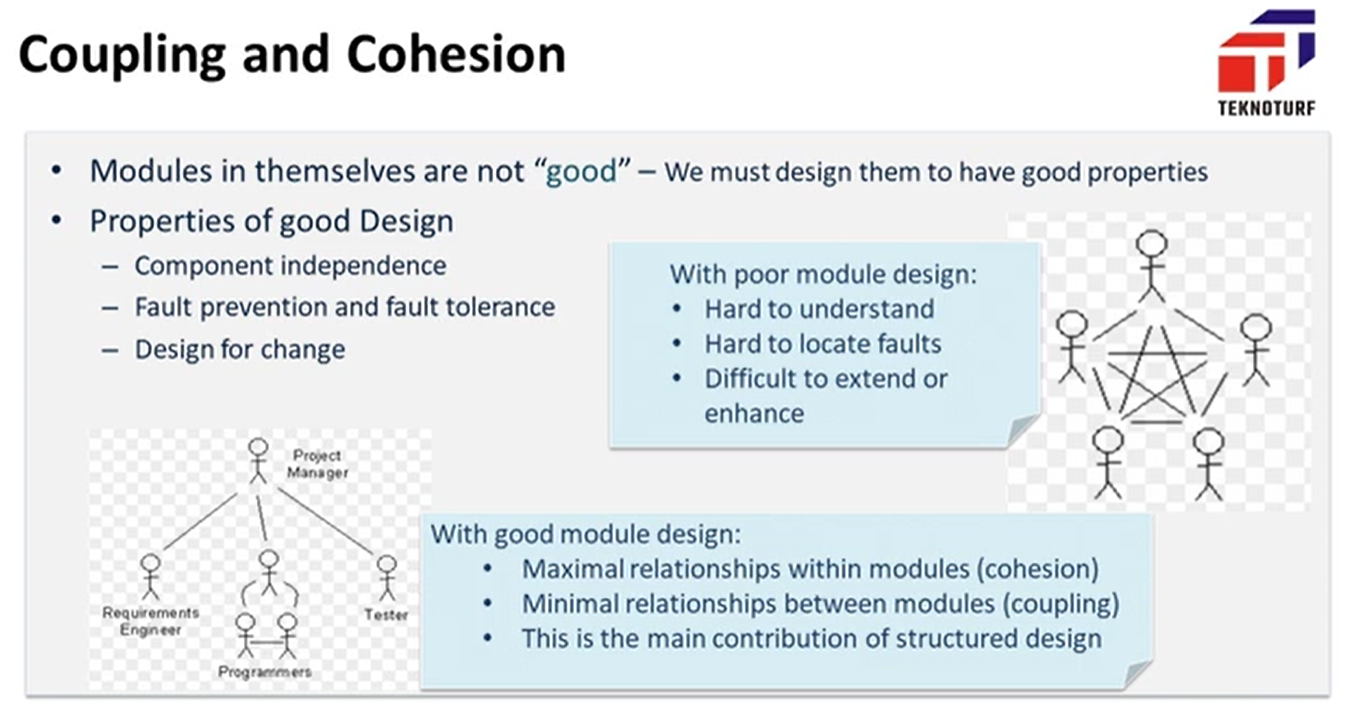 Coupling and Cohesion
TEKNOTURF
• Modules in themselves are not “good” – We must design them to have good properties
• Properties of good Design
– Component independence
– Fault prevention and fault tolerance
– Design for change
With poor module design:
• Hard to understand
• Hard to locate faults
• Difficult to extend or
enhance
Project
Manager
Requirements
Engineer
Tester
Programmers
With good module design:
• Maximal relationships within modules (cohesion)
• Minimal relationships between modules (coupling)
• This is the main contribution of structured design